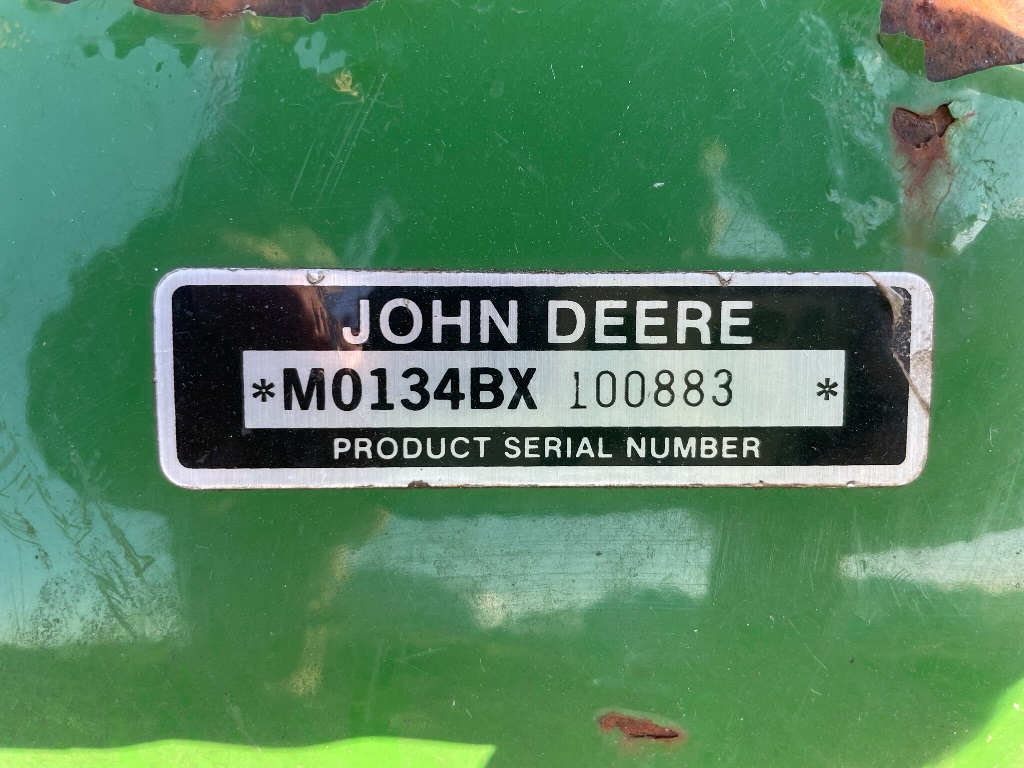 JOHN DEERE
*M0134BX 100883 *
PRODUCT SERIAL NUMBER